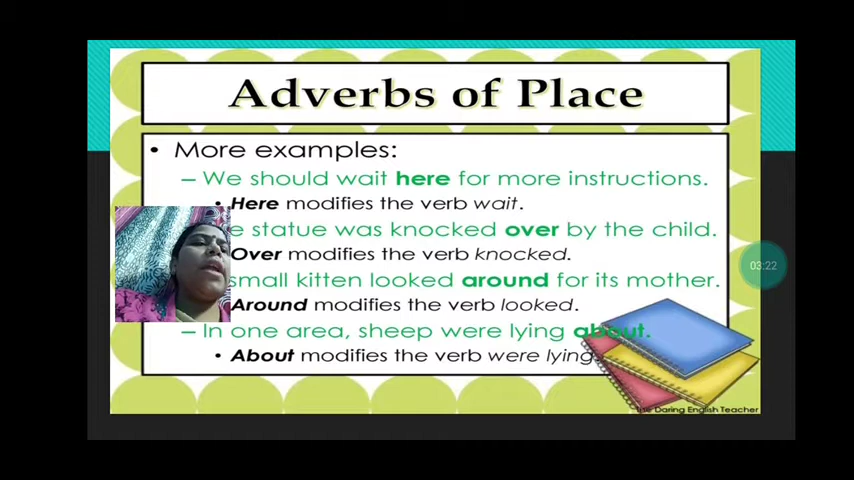 Adverbs of Place
• More examples:
– We should wait here for more instructions.
• Here modifies the verb wait.
statue was knocked over by the child.
Over modifies the verb knocked.
small kitten looked around for its mother.
Around modifies the verb looked.
– In one area, sheep were lying about.
• About modifies the verb were lying.
03:22
The Daring English Teacher